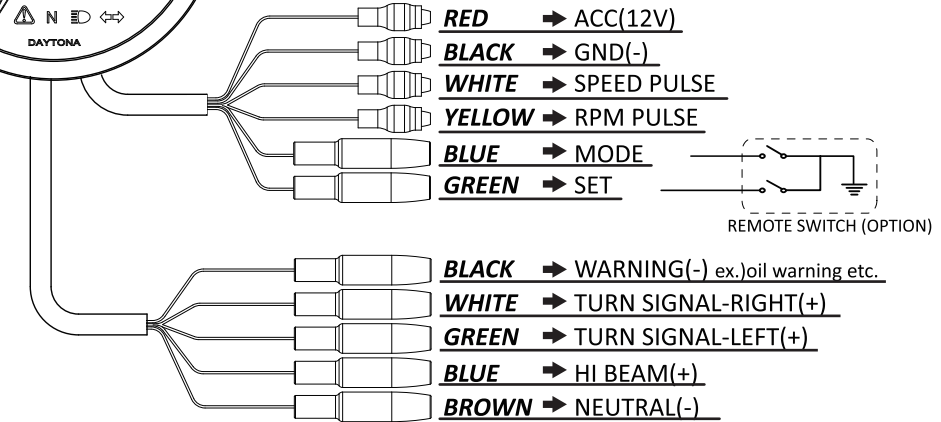 N
DAYTONA
RED ➡ ACC(12V)
BLACK ➡ GND(-)
WHITE ➡ SPEED PULSE
YELLOW ➡ RPM PULSE
BLUE ➡ MODE
GREEN ➡ SET
REMOTE SWITCH (OPTION)
BLACK ➡ WARNING(-) ex.)oil warning etc.
WHITE ➡ TURN SIGNAL-RIGHT(+)
GREEN ➡ TURN SIGNAL-LEFT(+)
BLUE ➡ HI BEAM(+)
BROWN ➡ NEUTRAL(-)